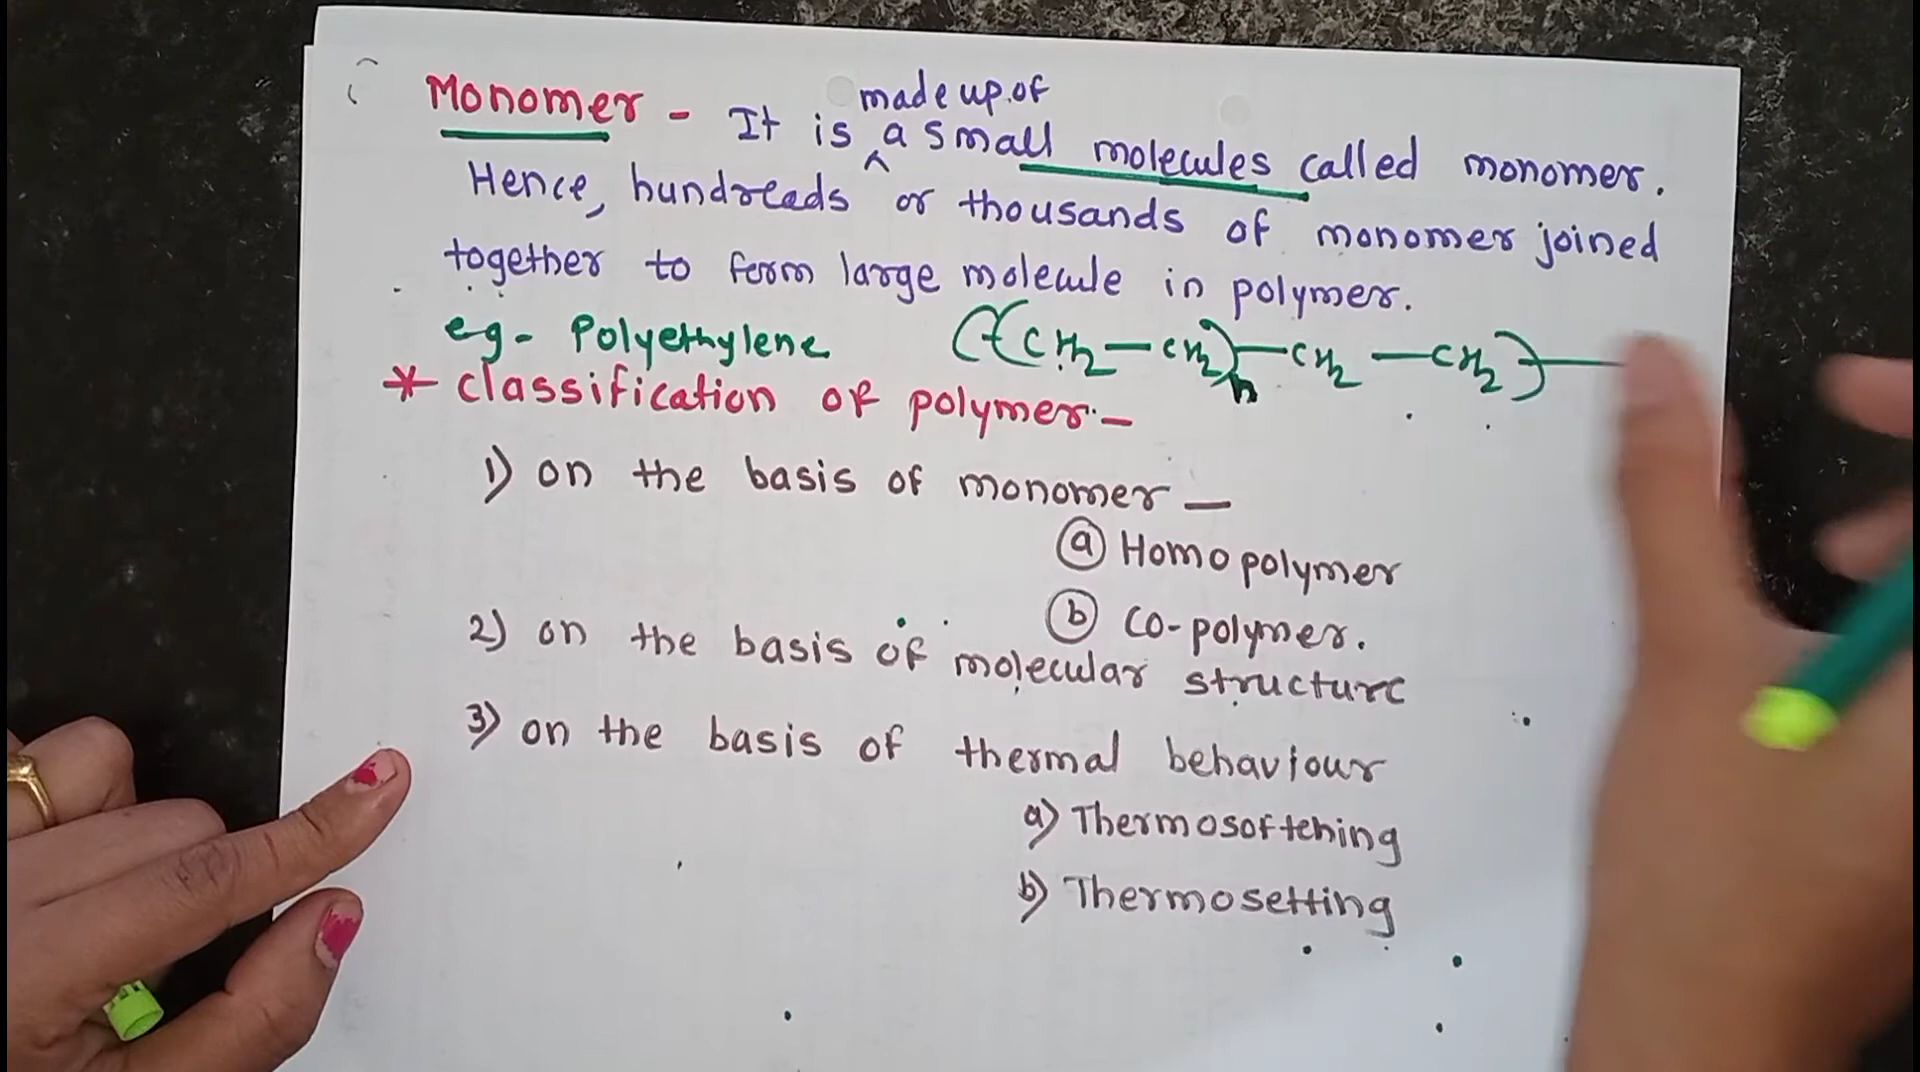 Monomer - It is made up of a small molecules called monomer.
Hence, hundreads or thousands of monomer joined
together to form large molecule in polymer.
eg- Polyethylene ((CH2—CH2)n—CH2—CH2)—
* classification of polymer:-
1) on the basis of monomer —
(a) Homopolymer
(b) co-polymer.
2) on the basis of molecular structure
3) on the basis of thermal behaviour
a) Thermosoftening
b) Thermosetting